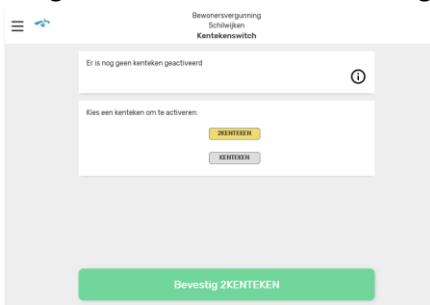 Bewonersvergunning
Schilwijken
Kentekenswitch
Er is nog geen kenteken geactiveerd
Kies een kenteken om te activeren:
2KENTEKEN
KENTEKEN
Bevestig 2KENTEKEN